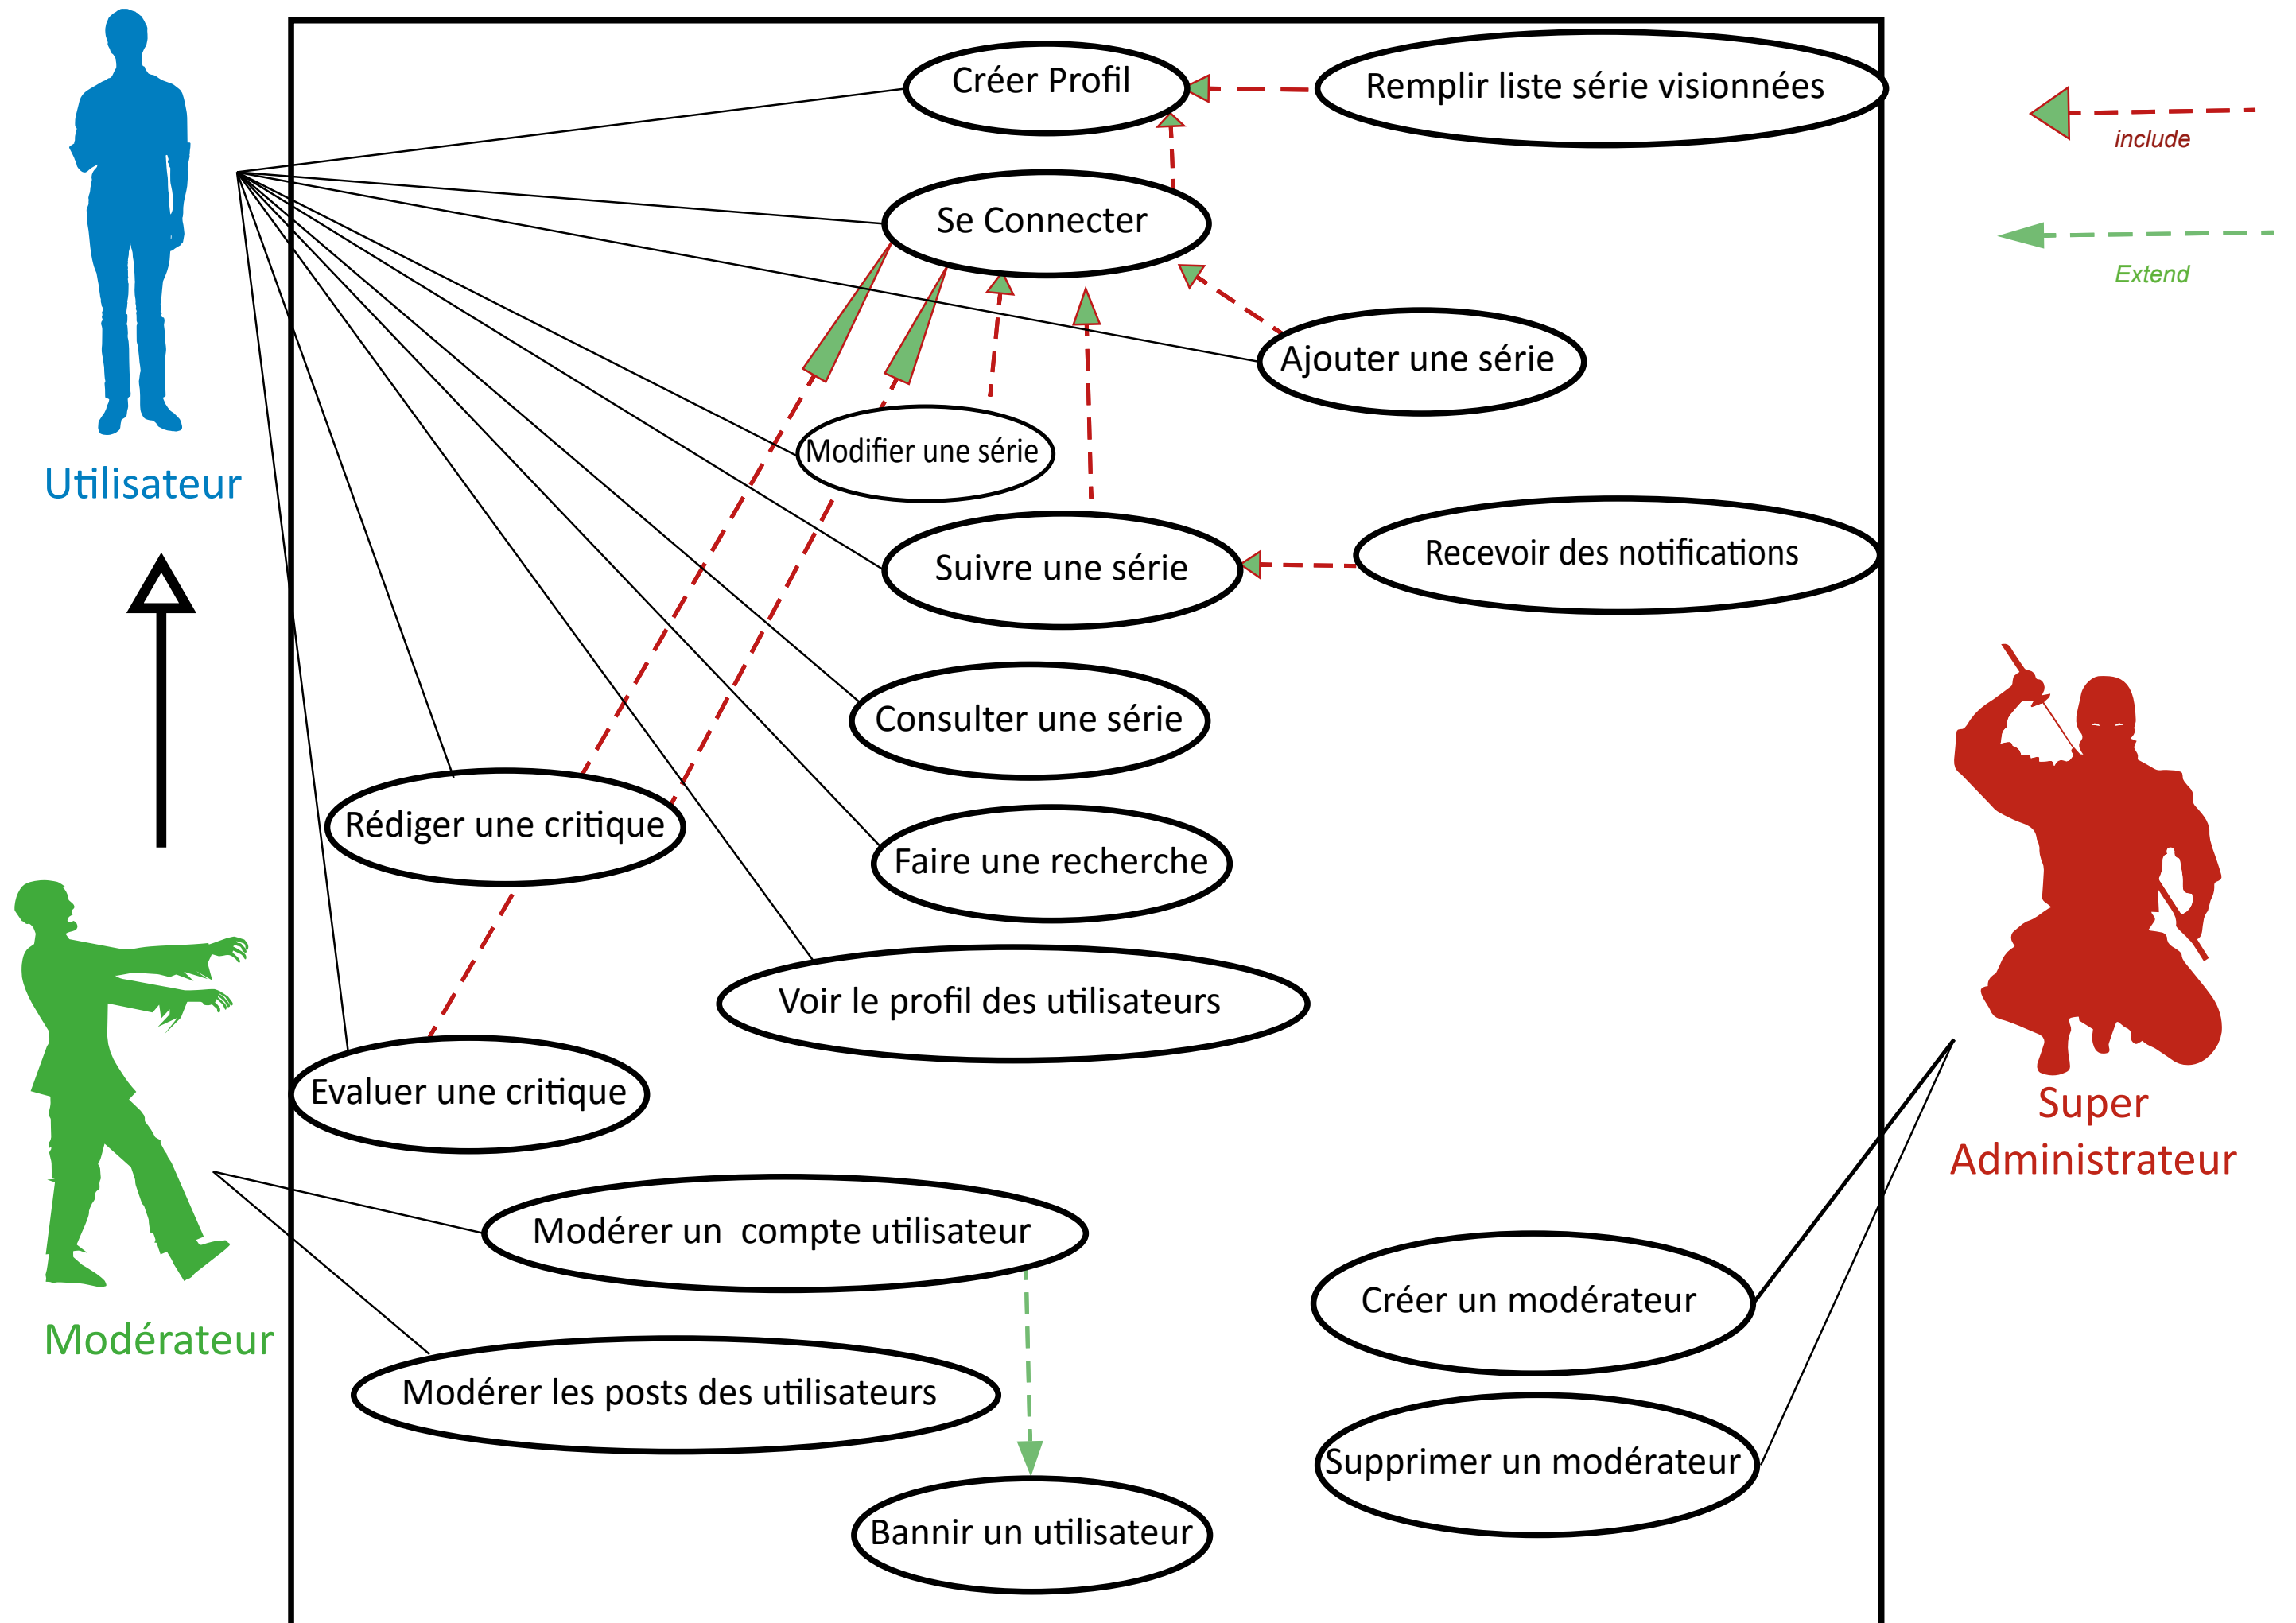 Créer Profil
Remplir liste série visionnées
include
Se Connecter
Extend
Ajouter une série
Modifier une série
Utilisateur
Suivre une série
Recevoir des notifications
Consulter une série
Rédiger une critique
Faire une recherche
Voir le profil des utilisateurs
Evaluer une critique
Super
Administrateur
Modérer un compte utilisateur
Créer un modérateur
Modérateur
Modérer les posts des utilisateurs
Supprimer un modérateur
Bannir un utilisateur